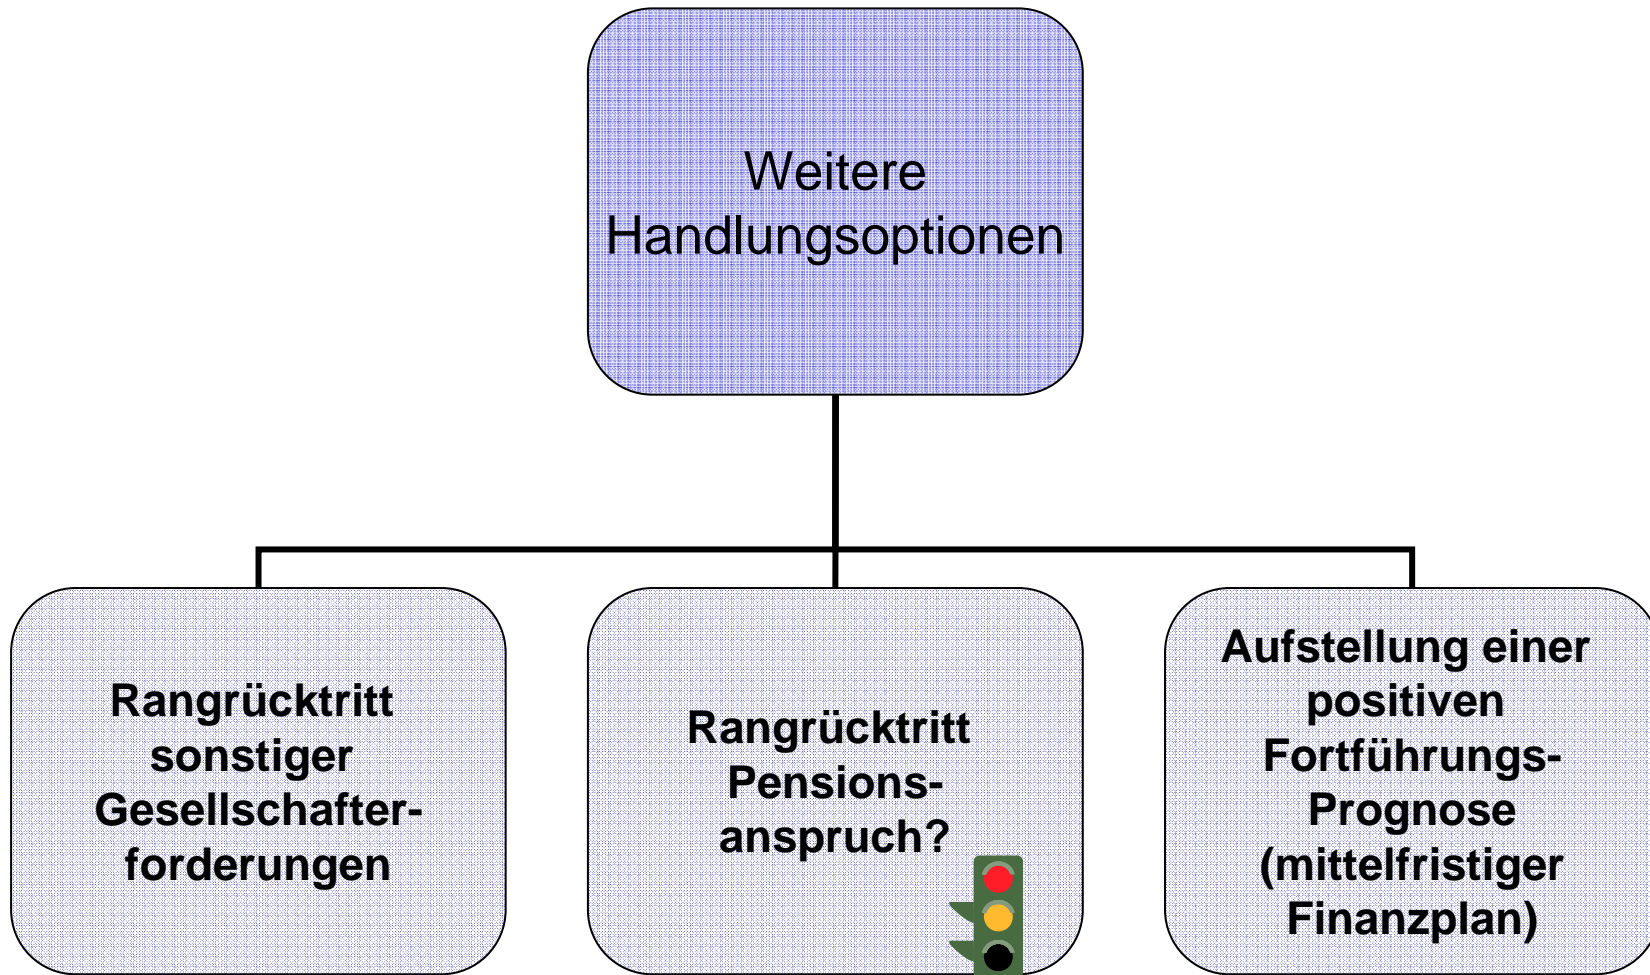 Weitere
Handlungsoptionen
Rangrücktritt
sonstiger
Gesellschafter-
forderungen
Rangrücktritt
Pensions-
anspruch?
Aufstellung einer
positiven
Fortführungs-
Prognose
(mittelfristiger
Finanzplan)